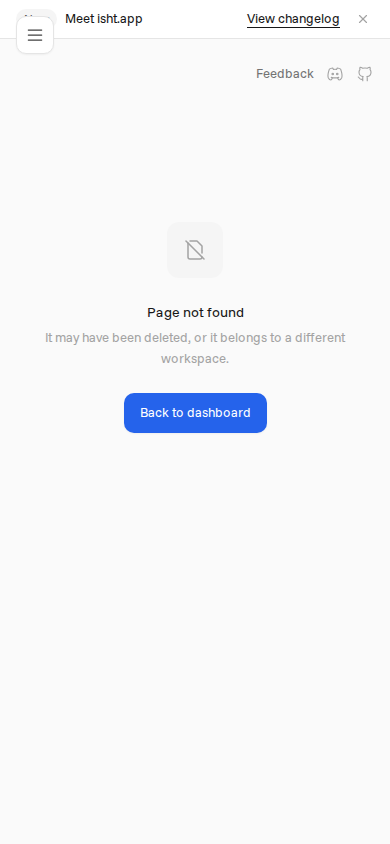 Meet isht.app
View changelog
Feedback
Page not found
It may have been deleted, or it belongs to a different
workspace.
Back to dashboard